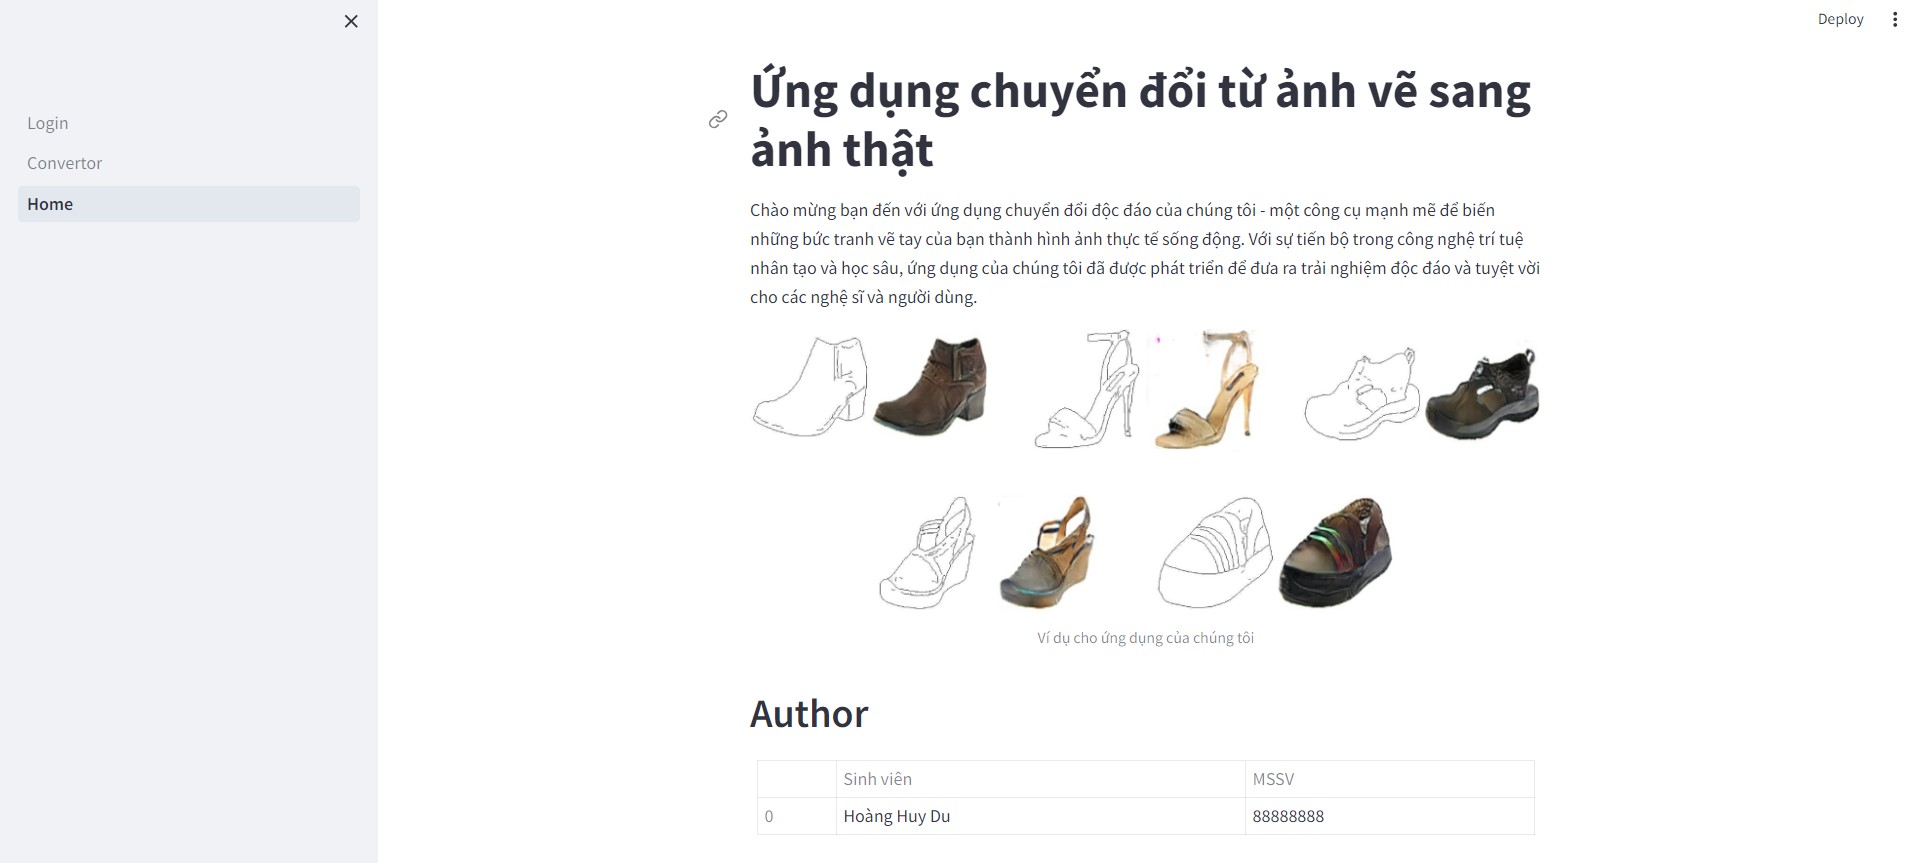 Deploy
Login
Convertor
Home
Ứng dụng chuyển đổi từ ảnh vẽ sang
ảnh thật
Chào mừng bạn đến với ứng dụng chuyển đổi độc đáo của chúng tôi - một công cụ mạnh mẽ để biến
những bức tranh vẽ tay của bạn thành hình ảnh thực tế sống động. Với sự tiến bộ trong công nghệ trí tuệ
nhân tạo và học sâu, ứng dụng của chúng tôi đã được phát triển để đưa ra trải nghiệm độc đáo và tuyệt vời
cho các nghệ sĩ và người dùng.
Ví dụ cho ứng dụng của chúng tôi
Author
Sinh viên MSSV
0 Hoàng Huy Du 88888888